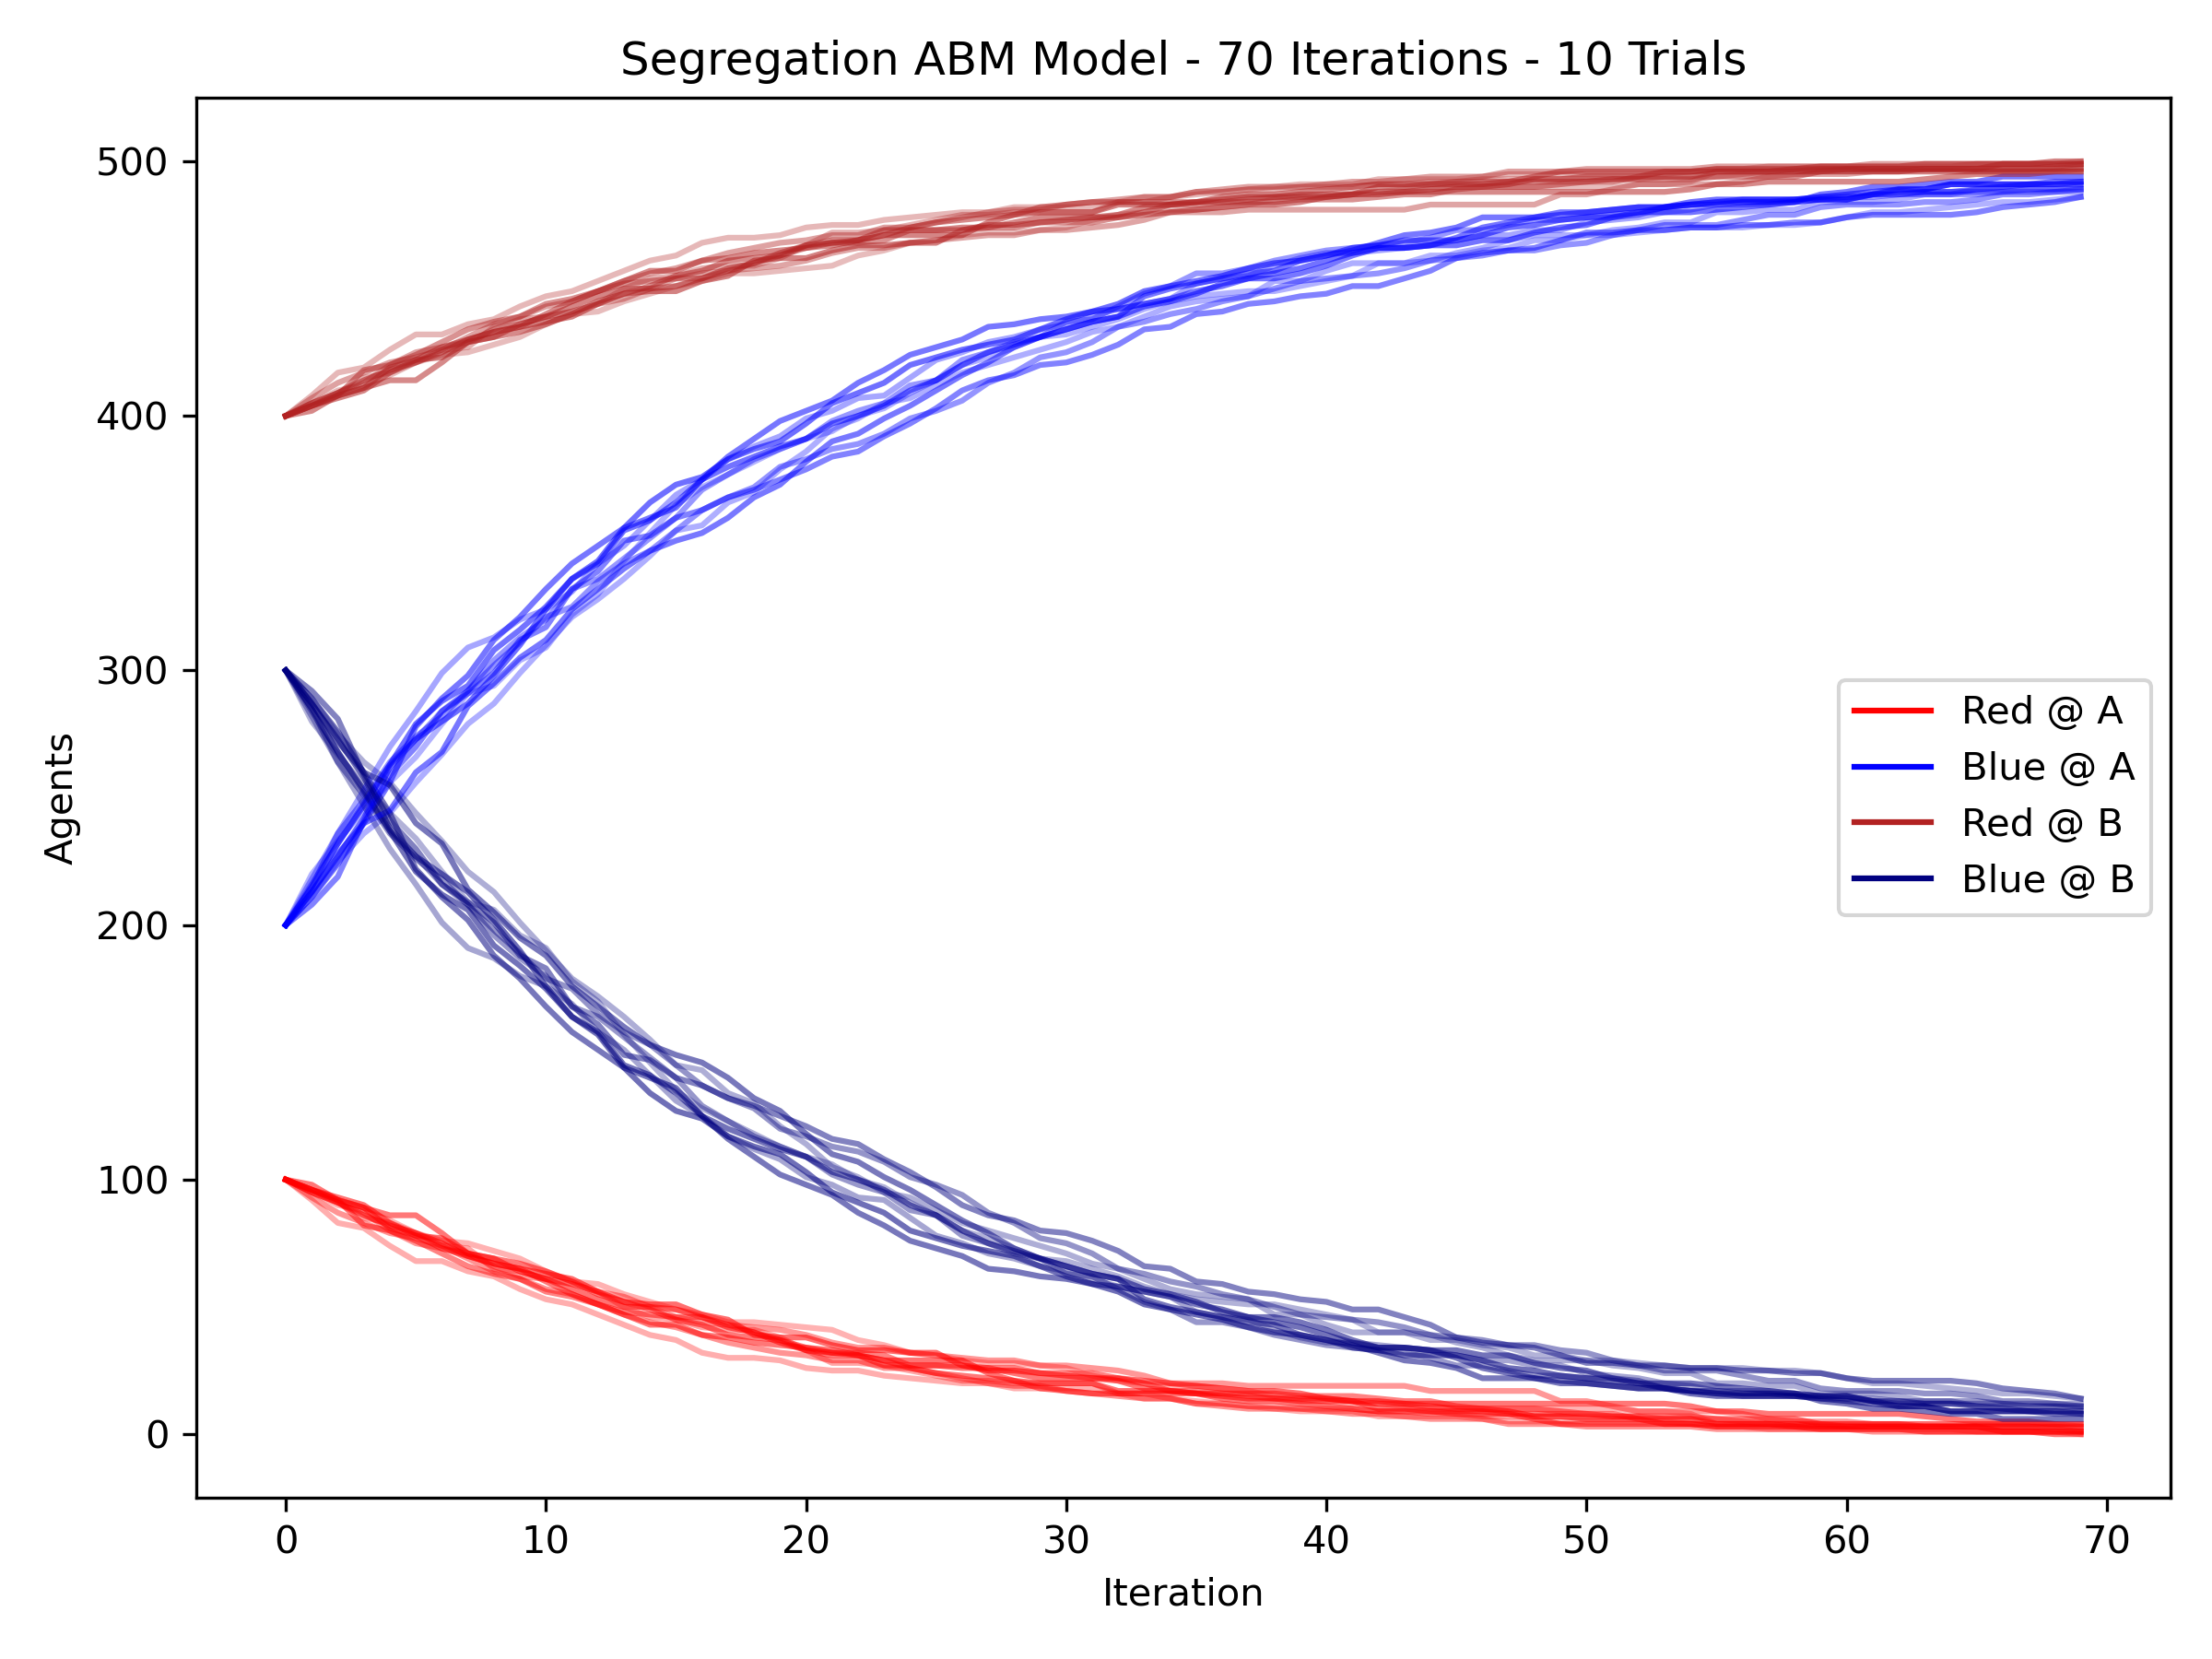 Segregation ABM Model - 70 Iterations - 10 Trials
500
400
300
200
100
0
Agents
Red @ A
Blue @ A
Red @ B
Blue @ B
0 10 20 30 40 50 60 70
Iteration